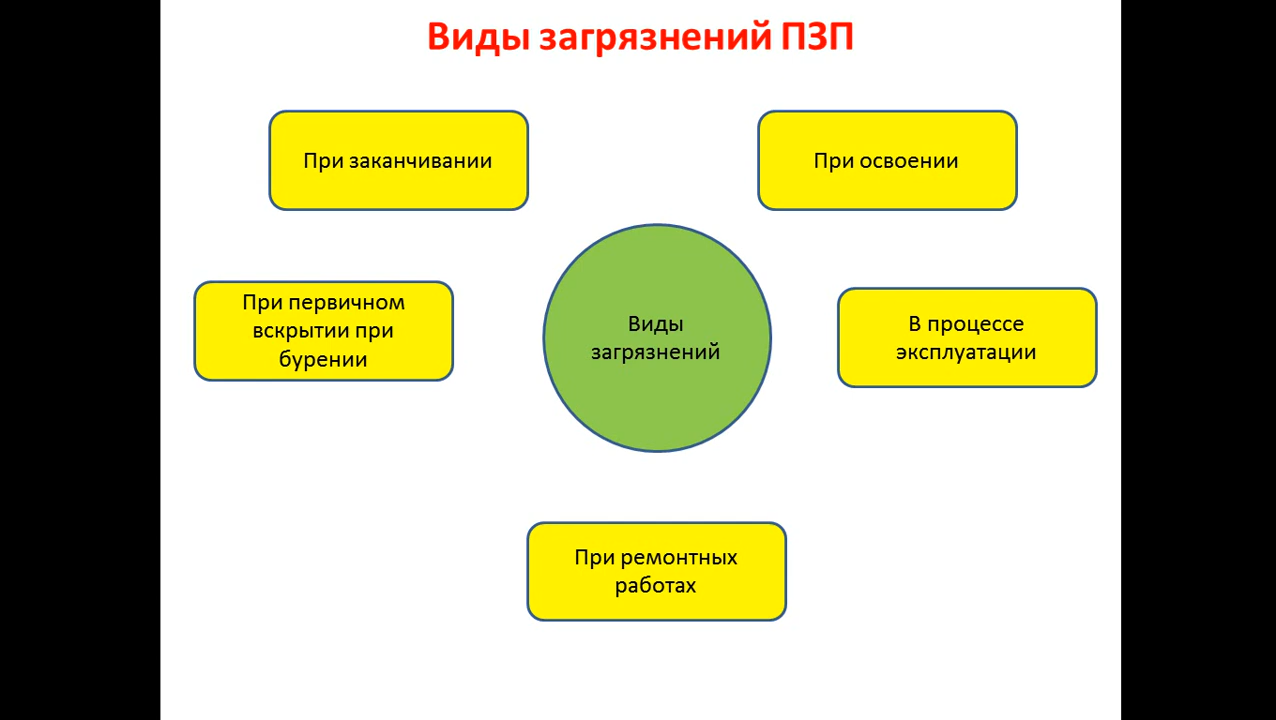 Виды загрязнений ПЗП
При заканчивании
При освоении
При первичном
вскрытии при
бурении
Виды
загрязнений
В процессе
эксплуатации
При ремонтных
работах